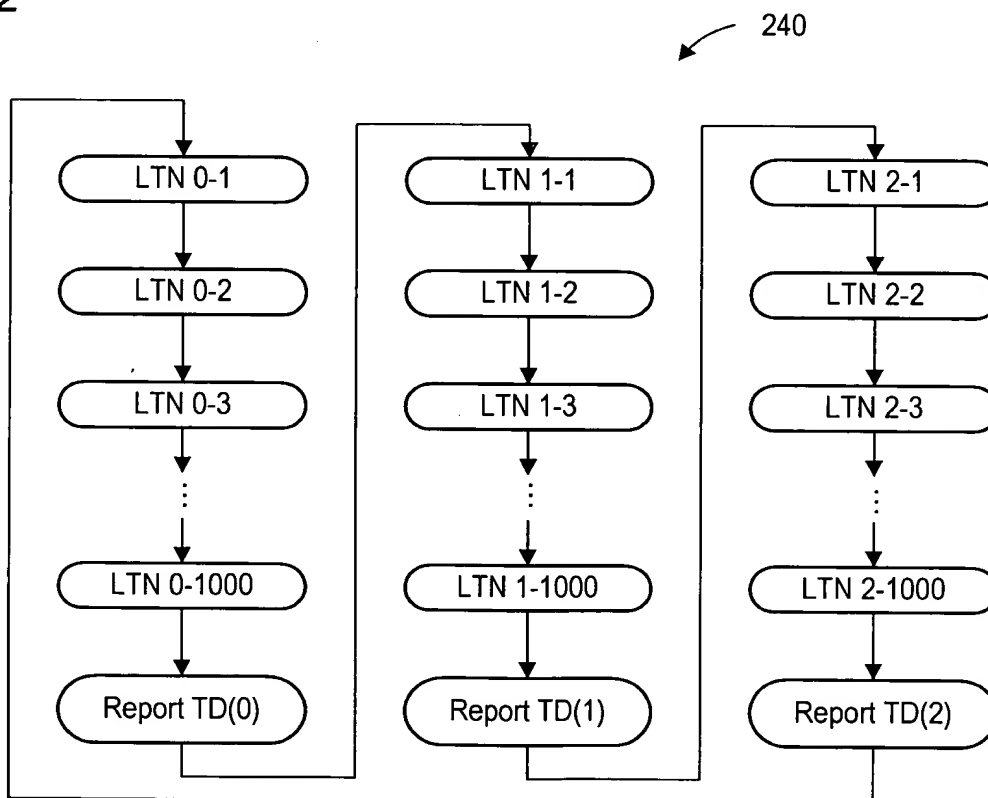 2
240
LTN 0-1
LTN 0-2
LTN 0-3
⋮
LTN 0-1000
Report TD(0)
LTN 1-1
LTN 1-2
LTN 1-3
⋮
LTN 1-1000
Report TD(1)
LTN 2-1
LTN 2-2
LTN 2-3
⋮
LTN 2-1000
Report TD(2)